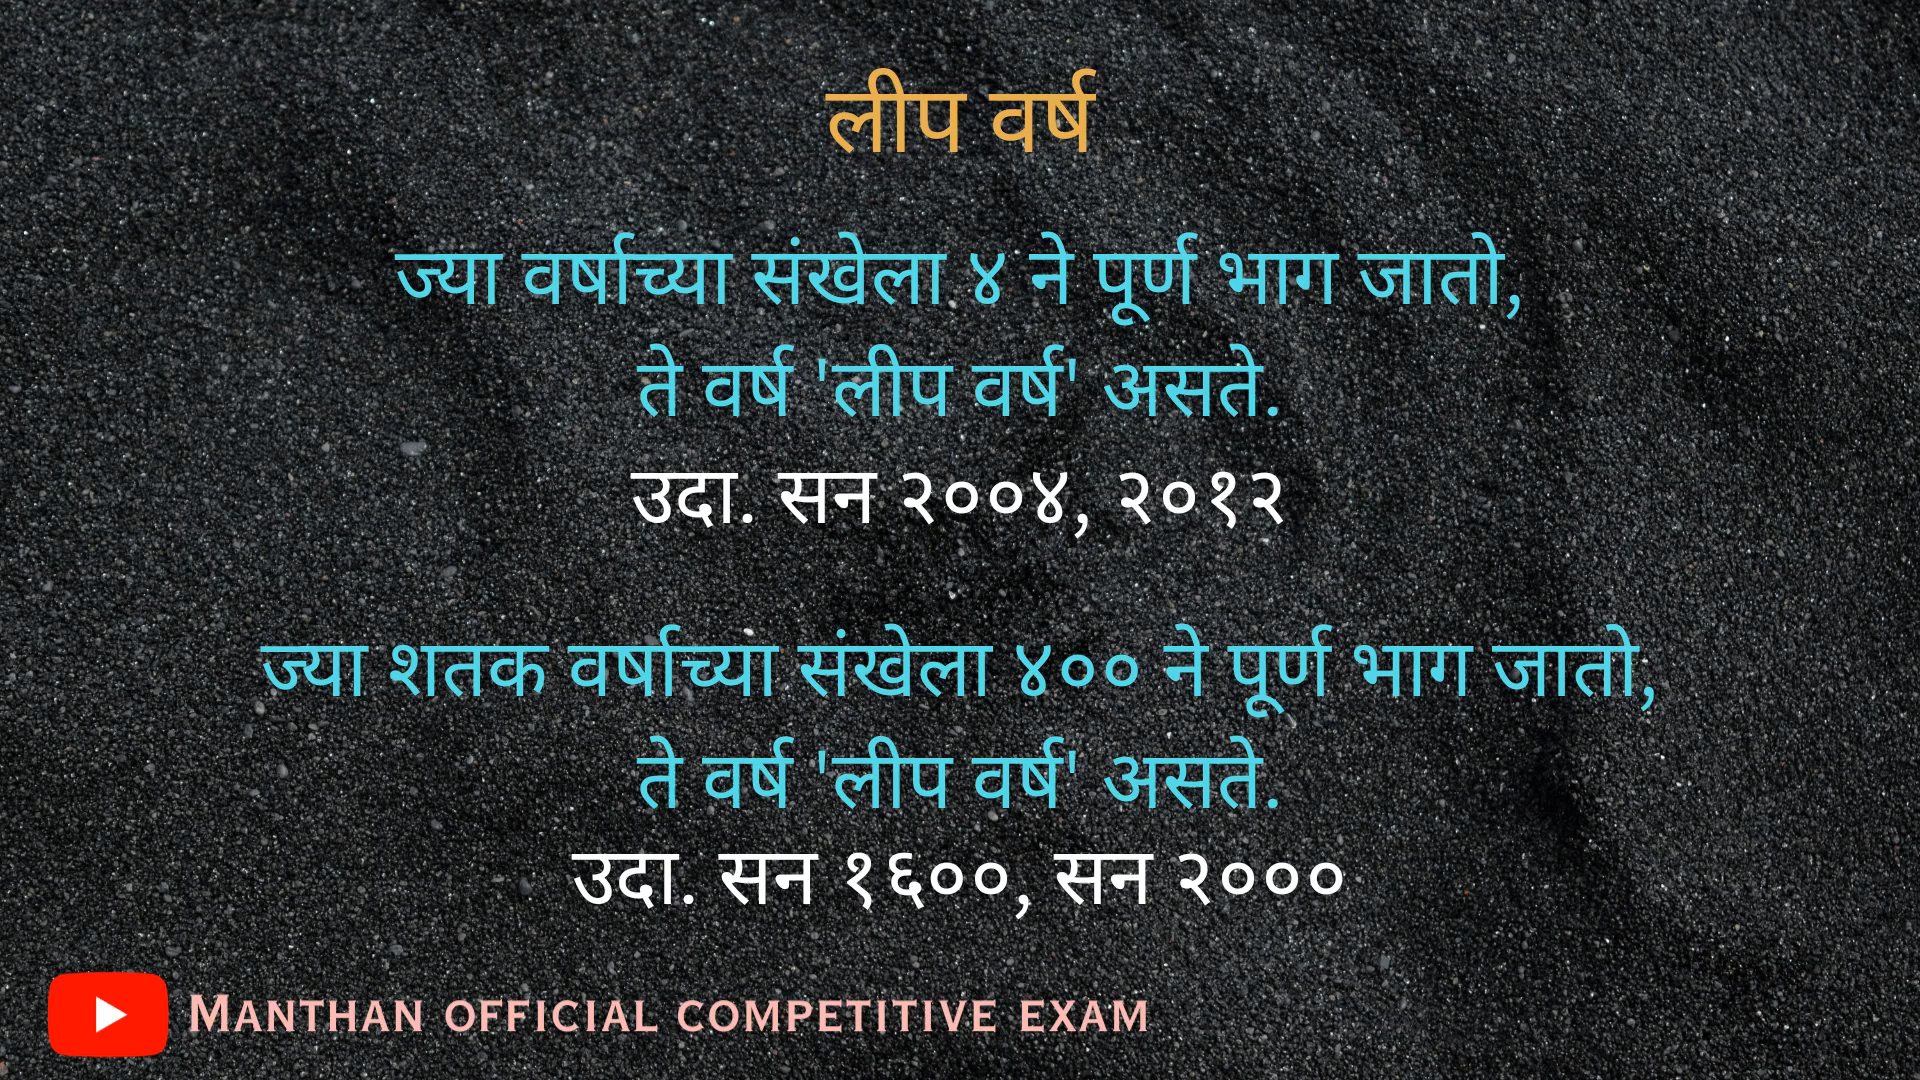 लीप वर्ष
ज्या वर्षाच्या संखेला ४ ने पूर्ण भाग जातो,
ते वर्ष 'लीप वर्ष' असते.
उदा. सन २००४, २०१२
ज्या शतक वर्षाच्या संखेला ४०० ने पूर्ण भाग जातो,
ते वर्ष 'लीप वर्ष' असते.
उदा. सन १६००, सन २०००
MANTHAN OFFICIAL COMPETITIVE EXAM